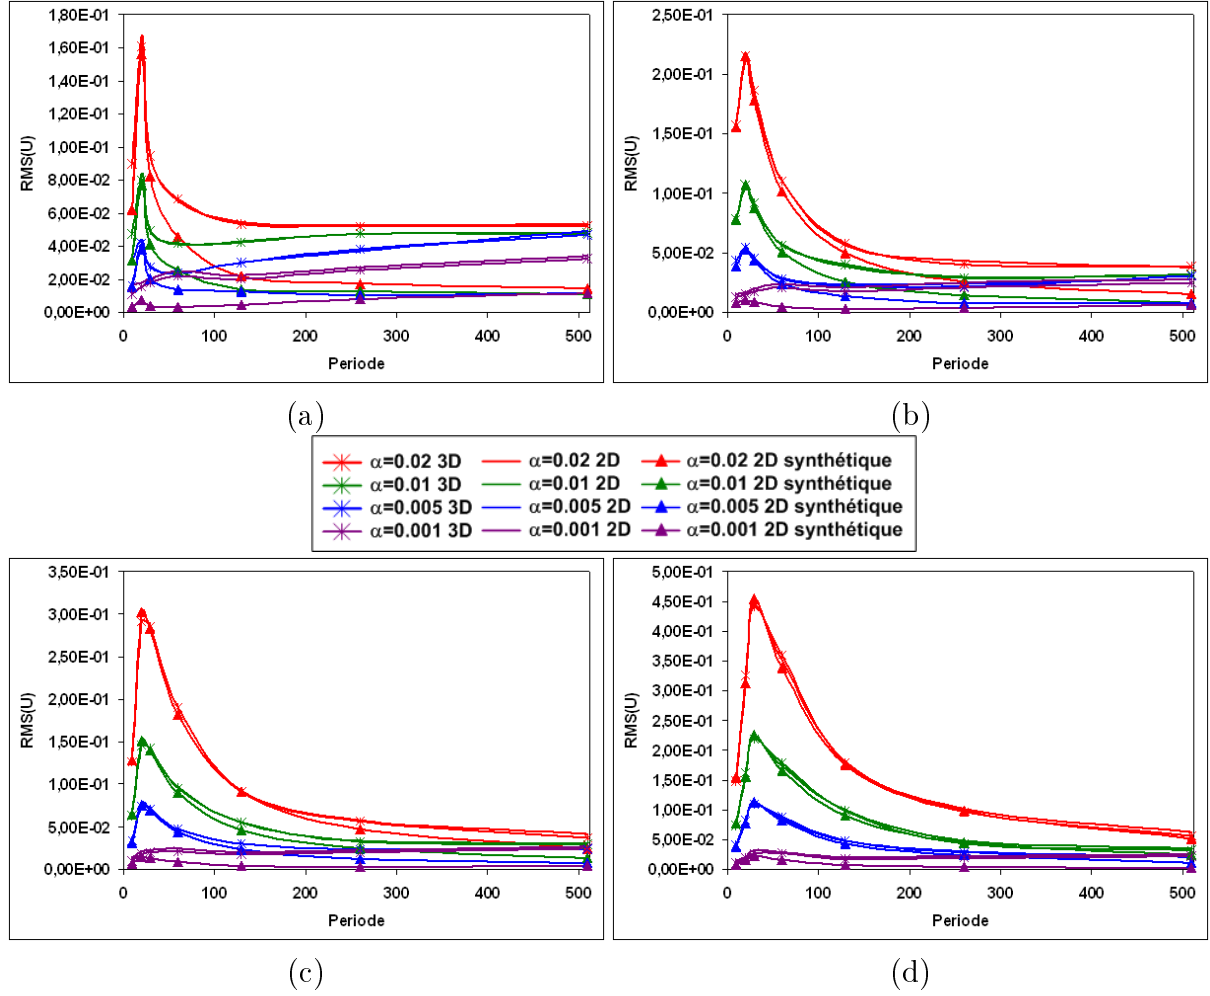 1,80E-01
1,60E-01
1,40E-01
1,20E-01
1,00E-01
8,00E-02
6,00E-02
4,00E-02
2,00E-02
0,00E+00
RMS(U)
0 100 200 300 400 500
Periode
(a)
2,50E-01
2,00E-01
1,50E-01
1,00E-01
5,00E-02
0,00E+00
RMS(U)
0 100 200 300 400 500
Periode
(b)
α=0.02 3D α=0.02 2D α=0.02 2D synthétique
α=0.01 3D α=0.01 2D α=0.01 2D synthétique
α=0.005 3D α=0.005 2D α=0.005 2D synthétique
α=0.001 3D α=0.001 2D α=0.001 2D synthétique
3,50E-01
3,00E-01
2,50E-01
2,00E-01
1,50E-01
1,00E-01
5,00E-02
0,00E+00
RMS(U)
0 100 200 300 400 500
Periode
(c)
5,00E-01
4,50E-01
4,00E-01
3,50E-01
3,00E-01
2,50E-01
2,00E-01
1,50E-01
1,00E-01
5,00E-02
0,00E+00
RMS(U)
0 100 200 300 400 500
Periode
(d)